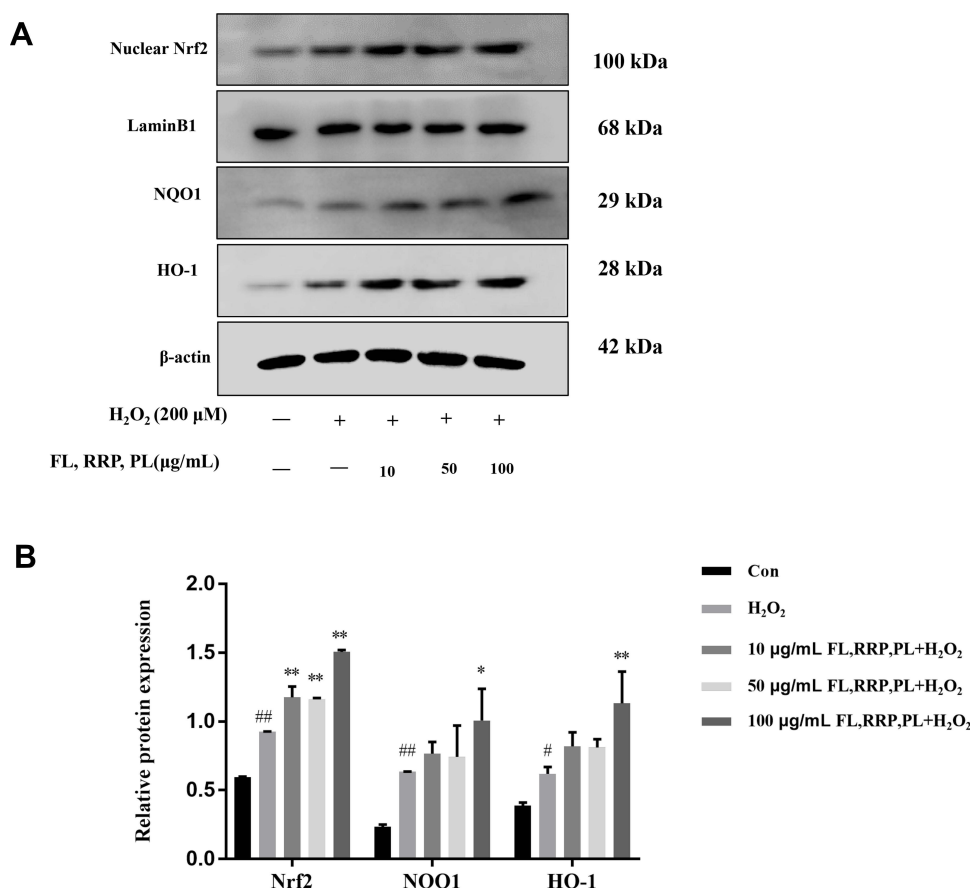 A
Nuclear Nrf2
100 kDa
LaminB1
68 kDa
NQO1
29 kDa
HO-1
28 kDa
β-actin
42 kDa
H₂O₂ (200 μM) — + + + +
FL, RRP, PL(μg/mL) — — 10 50 100
B
Relative protein expression
2.0
1.5
1.0
0.5
0.0
## ** ** **
## *
# **
Nrf2 NQO1 HO-1
Con
H₂O₂
10 μg/mL FL,RRP,PL+H₂O₂
50 μg/mL FL,RRP,PL+H₂O₂
100 μg/mL FL,RRP,PL+H₂O₂